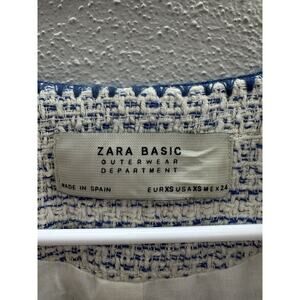 ZARA BASIC
OUTERWEAR
DEPARTMENT
MADE IN SPAIN
EUR XS USA XS MEX 24